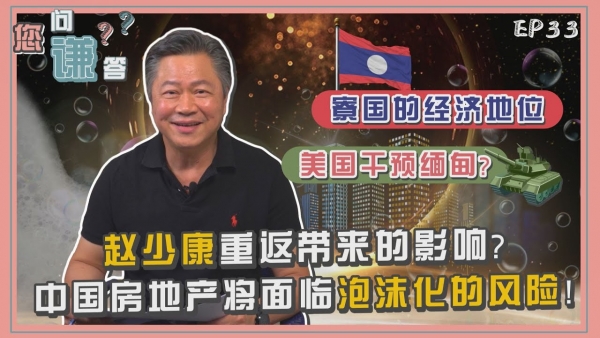 您问谦答??
EP33
寮国的经济地位
美国干预缅甸?
赵少康重返带来的影响?
中国房地产将面临泡沫化的风险!